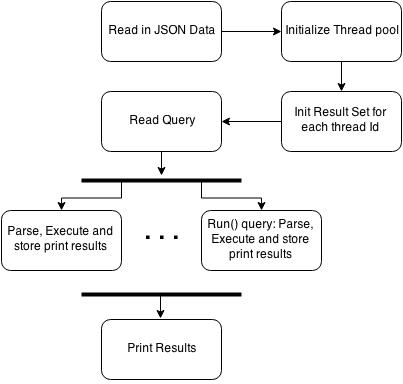 Read in JSON Data
Initialize Thread pool
Init Result Set for
each thread Id
Read Query
Parse, Execute and
store print results
. . .
Run() query: Parse,
Execute and store
print results
Print Results